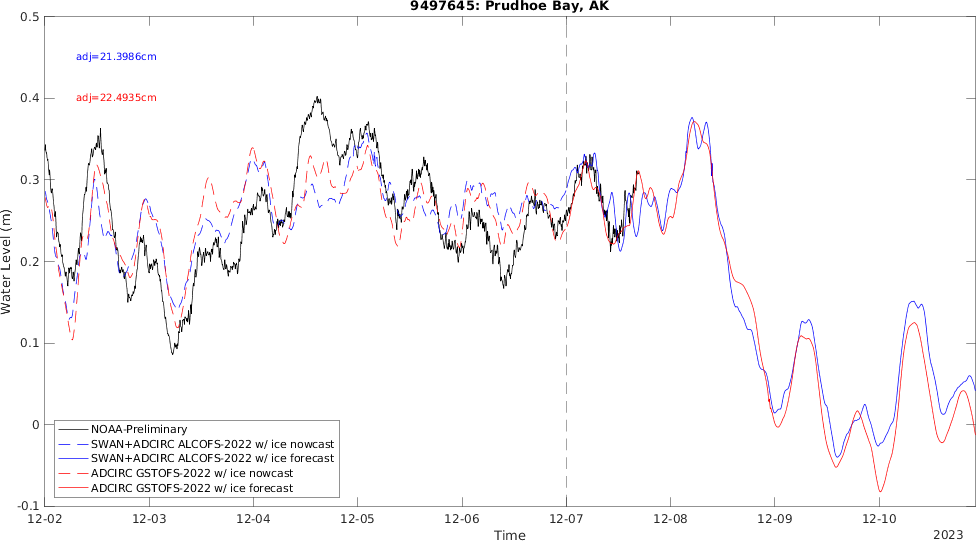 9497645: Prudhoe Bay, AK
0.5
adj=21.3986cm
0.4
adj=22.4935cm
0.3
0.2
0.1
0
-0.1
Water Level (m)
NOAA-Preliminary
SWAN+ADCIRC ALCOFS-2022 w/ ice nowcast
SWAN+ADCIRC ALCOFS-2022 w/ ice forecast
ADCIRC GSTOFS-2022 w/ ice nowcast
ADCIRC GSTOFS-2022 w/ ice forecast
12-02 12-03 12-04 12-05 12-06 12-07 12-08 12-09 12-10
Time
2023